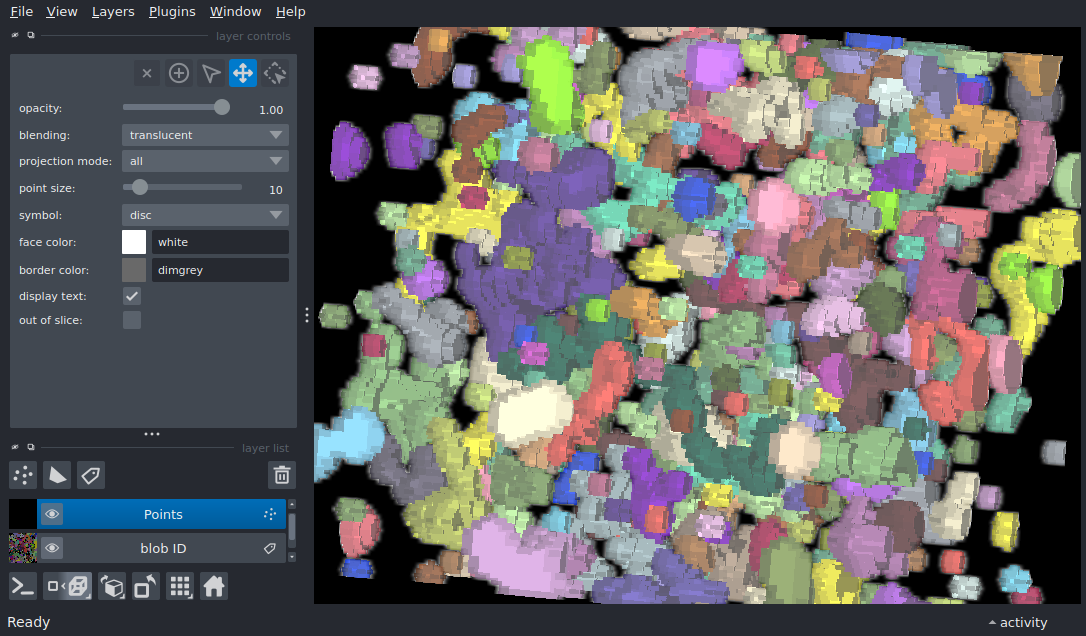 File View Layers Plugins Window Help
layer controls
opacity: 1.00
blending: translucent
projection mode: all
point size: 10
symbol: disc
face color: white
border color: dimgrey
display text:
out of slice:
layer list
Points
blob ID
Ready activity